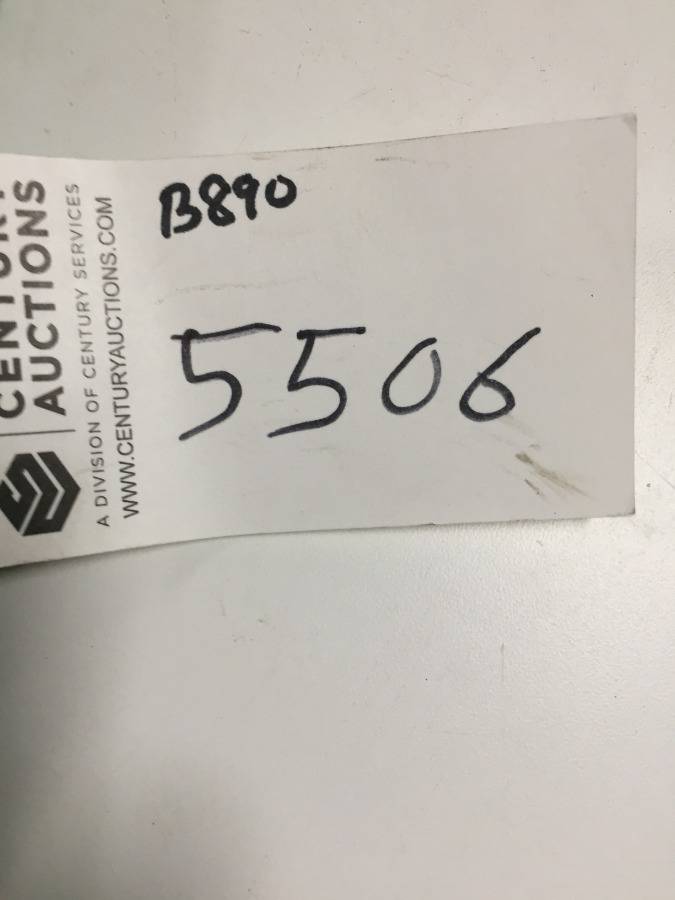 CENTURY
AUCTIONS
A DIVISION OF CENTURY SERVICES
WWW.CENTURYAUCTIONS.COM
B890
5506